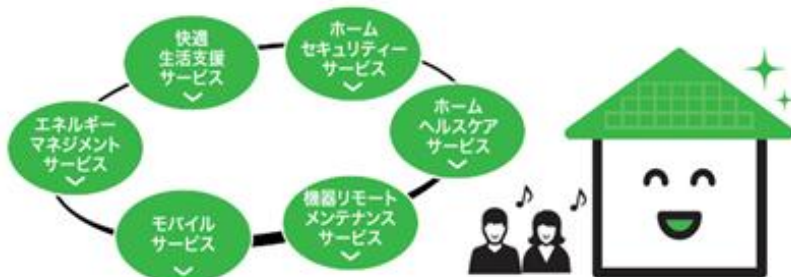 快適
生活支援
サービス
ホーム
セキュリティー
サービス
エネルギー
マネジメント
サービス
ホーム
ヘルスケア
サービス
モバイル
サービス
機器リモート
メンテナンス
サービス